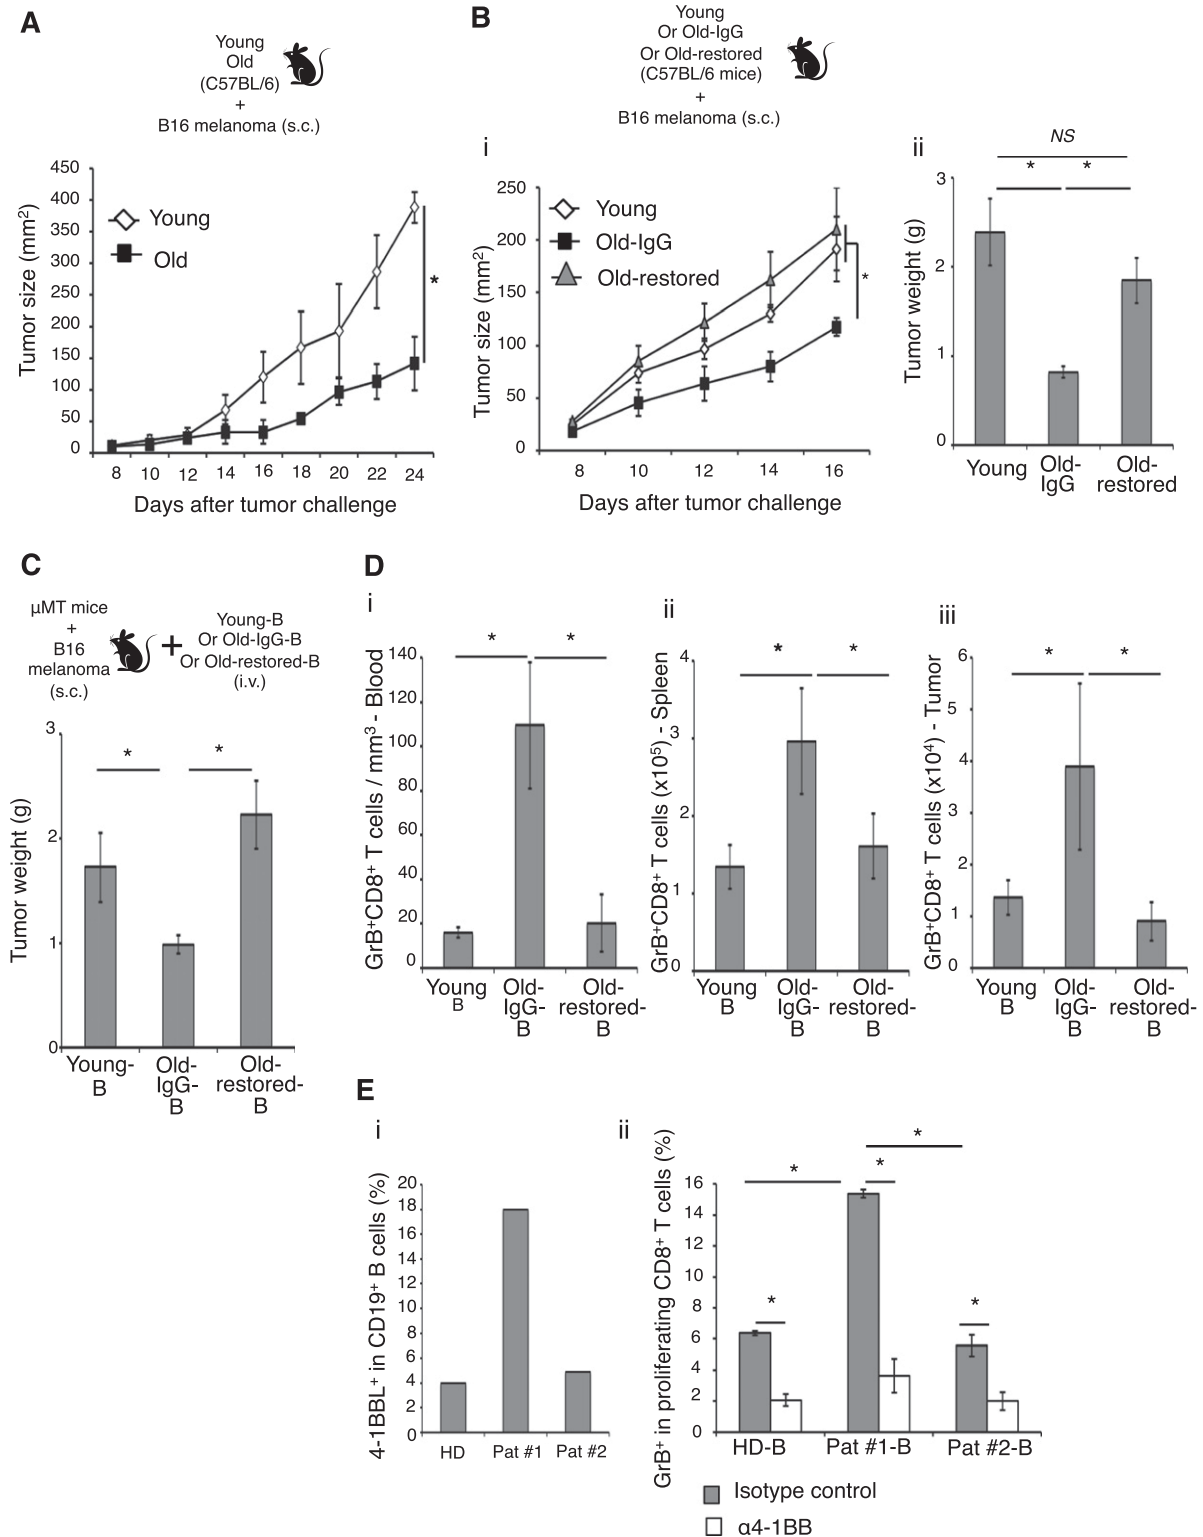 A
Young
Old
(C57BL/6)
+
B16 melanoma (s.c.)
Tumor size (mm²)
450
400
350
300
250
200
150
100
50
0
Young
Old
*
8 10 12 14 16 18 20 22 24
Days after tumor challenge
B
Young
Or Old-IgG
Or Old-restored
(C57BL/6 mice)
+
B16 melanoma (s.c.)
i
Tumor size (mm²)
250
200
150
100
50
0
Young
Old-IgG
Old-restored
*
8 10 12 14 16
Days after tumor challenge
ii
NS
* *
Tumor weight (g)
3
2
1
0
Young Old-IgG Old-restored
C
µMT mice
+
B16
melanoma
(s.c.)
+
Young-B
Or Old-IgG-B
Or Old-restored-B
(i.v.)
Tumor weight (g)
3
2
1
0
* *
Young-B
Old-IgG-B
Old-restored-B
D
i
GrB⁺CD8⁺ T cells / mm³ - Blood
140
120
100
80
60
40
20
0
* *
Young B
Old-IgG-B
Old-restored-B
ii
GrB⁺CD8⁺ T cells (x10⁵) - Spleen
4
3
2
1
0
* *
Young B
Old-IgG-B
Old-restored-B
iii
GrB⁺CD8⁺ T cells (x10⁴) - Tumor
6
5
4
3
2
1
0
* *
Young B
Old-IgG-B
Old-restored-B
E
i
4-1BBL⁺ in CD19⁺ B cells (%)
20
18
16
14
12
10
8
6
4
2
0
HD Pat #1 Pat #2
ii
GrB⁺ in proliferating CD8⁺ T cells (%)
16
14
12
10
8
6
4
2
0
*
* *
* *
HD-B Pat #1-B Pat #2-B
Isotype control
α4-1BB